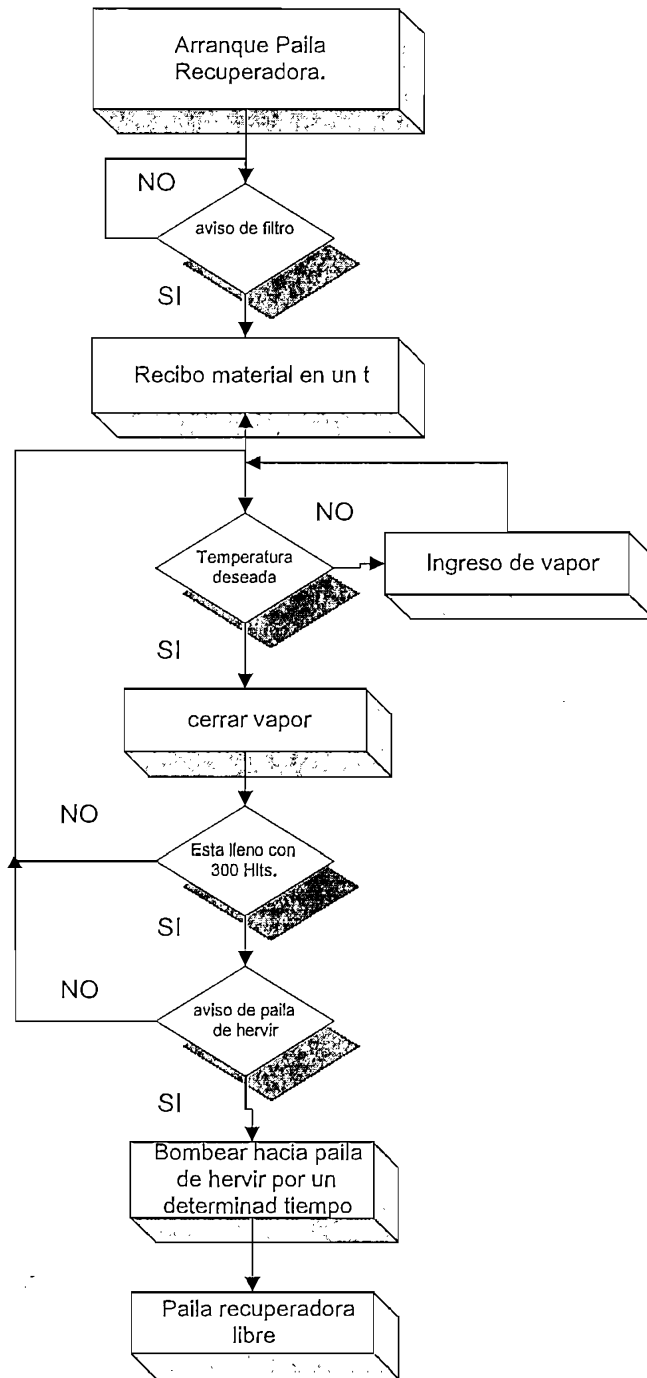 Arranque Paila
Recuperadora.
NO
aviso de filtro
SI
Recibo material en un t
NO
Temperatura
deseada
Ingreso de vapor
SI
cerrar vapor
NO
Esta lleno con
300 Hlts.
SI
NO
aviso de paila
de hervir
SI
Bombear hacia paila
de hervir por un
determinad tiempo
Paila recuperadora
libre